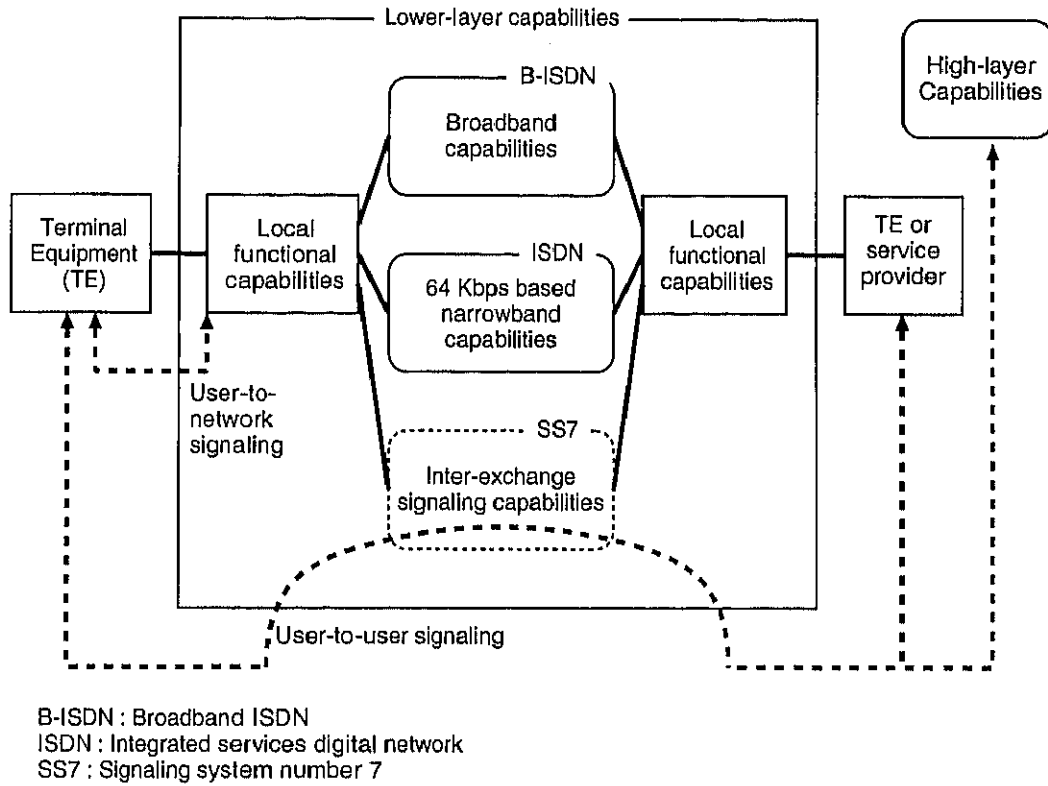 Lower-layer capabilities
B-ISDN
Broadband
capabilities
High-layer
Capabilities
Terminal
Equipment
(TE)
Local
functional
capabilities
ISDN
64 Kbps based
narrowband
capabilities
Local
functional
capabilities
TE or
service
provider
User-to-
network
signaling
SS7
Inter-exchange
signaling capabilities
User-to-user signaling
B-ISDN : Broadband ISDN
ISDN : Integrated services digital network
SS7 : Signaling system number 7